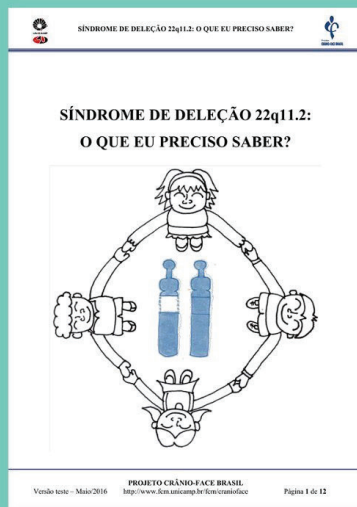 SÍNDROME DE DELEÇÃO 22q11.2: O QUE EU PRECISO SABER?
SÍNDROME DE DELEÇÃO 22q11.2:
O QUE EU PRECISO SABER?
PROJETO CRÂNIO-FACE BRASIL
Versão teste – Maio/2016 http://www.fcm.unicamp.br/fcm/cranioface Página 1 de 12